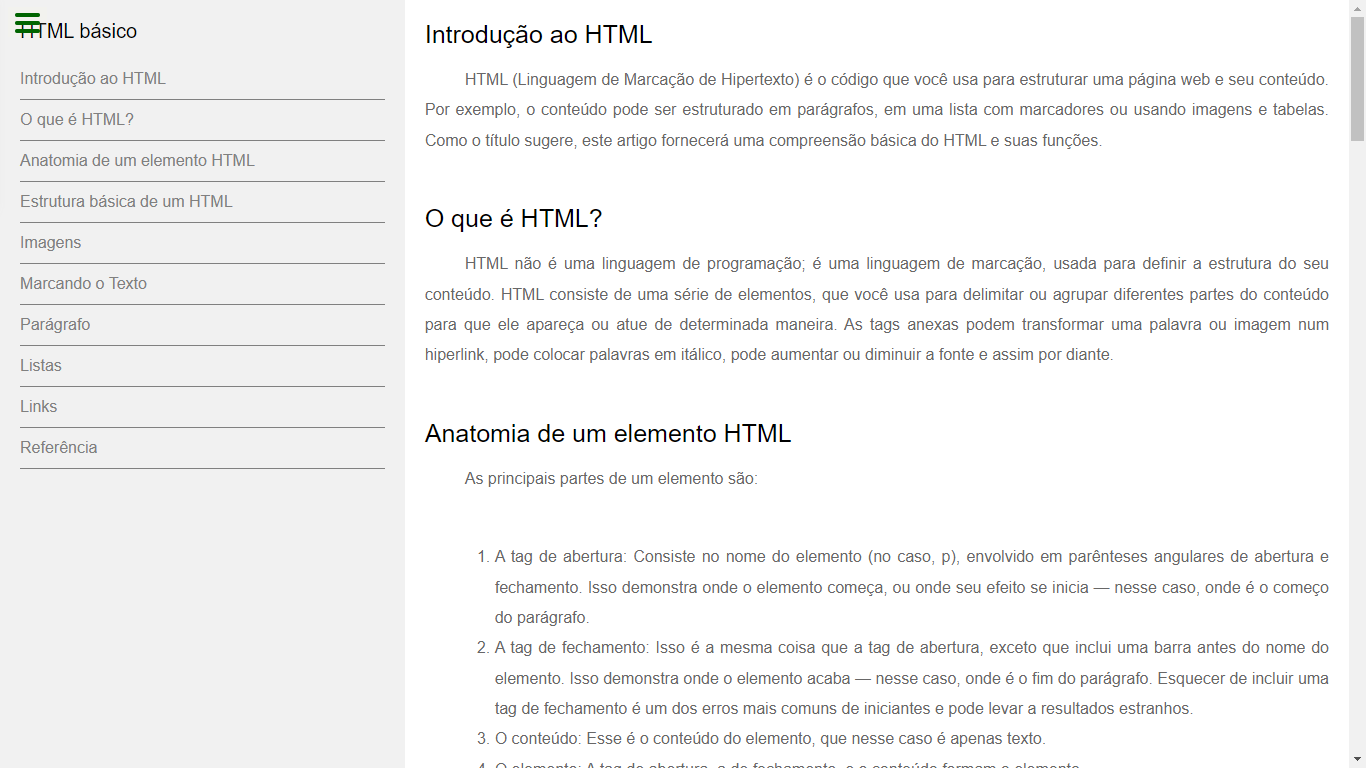 HTML básico
Introdução ao HTML
O que é HTML?
Anatomia de um elemento HTML
Estrutura básica de um HTML
Imagens
Marcando o Texto
Parágrafo
Listas
Links
Referência
Introdução ao HTML
HTML (Linguagem de Marcação de Hipertexto) é o código que você usa para estruturar uma página web e seu conteúdo.
Por exemplo, o conteúdo pode ser estruturado em parágrafos, em uma lista com marcadores ou usando imagens e tabelas.
Como o título sugere, este artigo fornecerá uma compreensão básica do HTML e suas funções.
O que é HTML?
HTML não é uma linguagem de programação; é uma linguagem de marcação, usada para definir a estrutura do seu
conteúdo. HTML consiste de uma série de elementos, que você usa para delimitar ou agrupar diferentes partes do conteúdo
para que ele apareça ou atue de determinada maneira. As tags anexas podem transformar uma palavra ou imagem num
hiperlink, pode colocar palavras em itálico, pode aumentar ou diminuir a fonte e assim por diante.
Anatomia de um elemento HTML
As principais partes de um elemento são:
1. A tag de abertura: Consiste no nome do elemento (no caso, p), envolvido em parênteses angulares de abertura e
fechamento. Isso demonstra onde o elemento começa, ou onde seu efeito se inicia — nesse caso, onde é o começo
do parágrafo.
2. A tag de fechamento: Isso é a mesma coisa que a tag de abertura, exceto que inclui uma barra antes do nome do
elemento. Isso demonstra onde o elemento acaba — nesse caso, onde é o fim do parágrafo. Esquecer de incluir uma
tag de fechamento é um dos erros mais comuns de iniciantes e pode levar a resultados estranhos.
3. O conteúdo: Esse é o conteúdo do elemento, que nesse caso é apenas texto.
4. O elemento: A tag de abertura, a de fechamento, e o conteúdo formam o elemento.